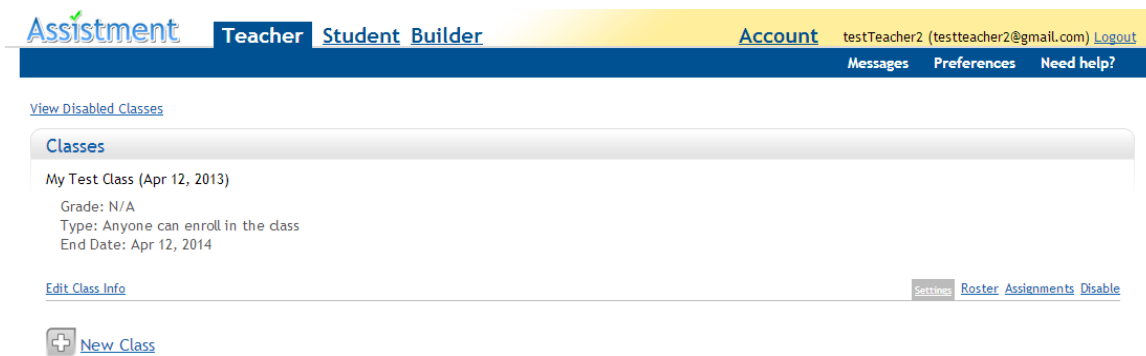 Assistment Teacher Student Builder Account testTeacher2 (testteacher2@gmail.com) Logout
Messages Preferences Need help?
View Disabled Classes
Classes
My Test Class (Apr 12, 2013)
Grade: N/A
Type: Anyone can enroll in the class
End Date: Apr 12, 2014
Edit Class Info Settings Roster Assignments Disable
New Class